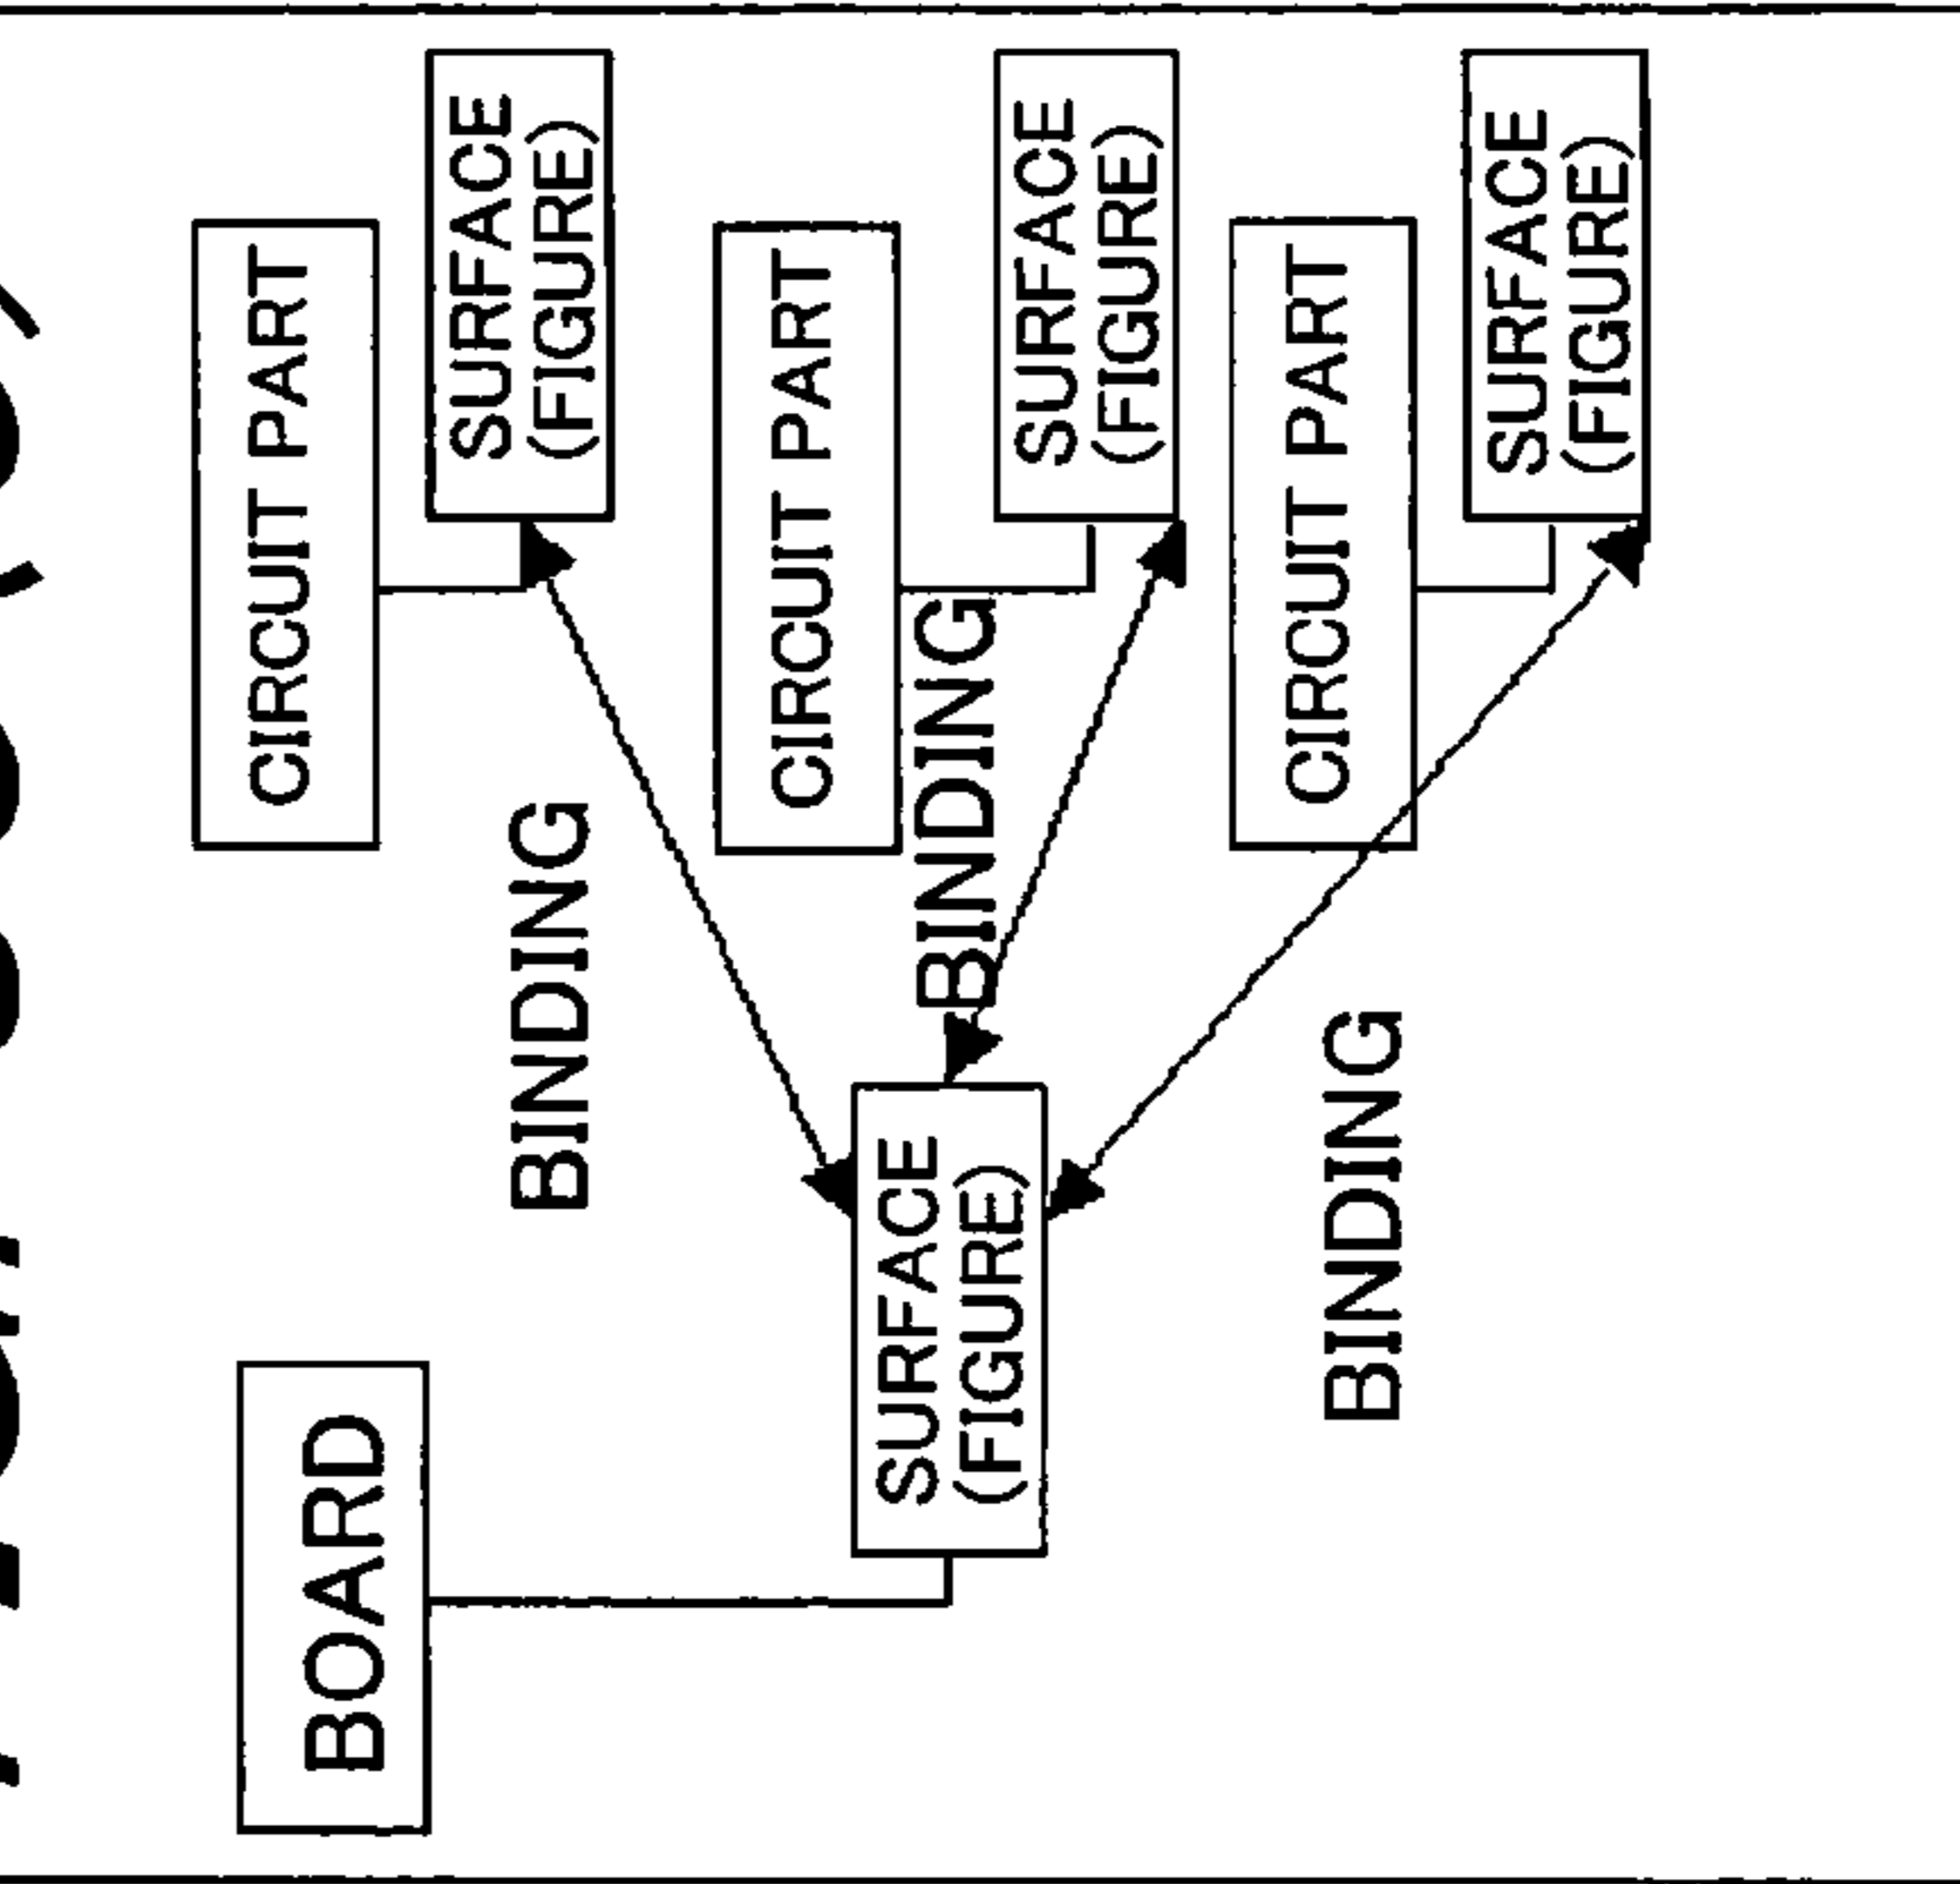 CIRCUIT PART
SURFACE
(FIGURE)
BINDING
CIRCUIT PART
BINDING
SURFACE
(FIGURE)
BOARD
SURFACE
(FIGURE)
CIRCUIT PART
BINDING
SURFACE
(FIGURE)